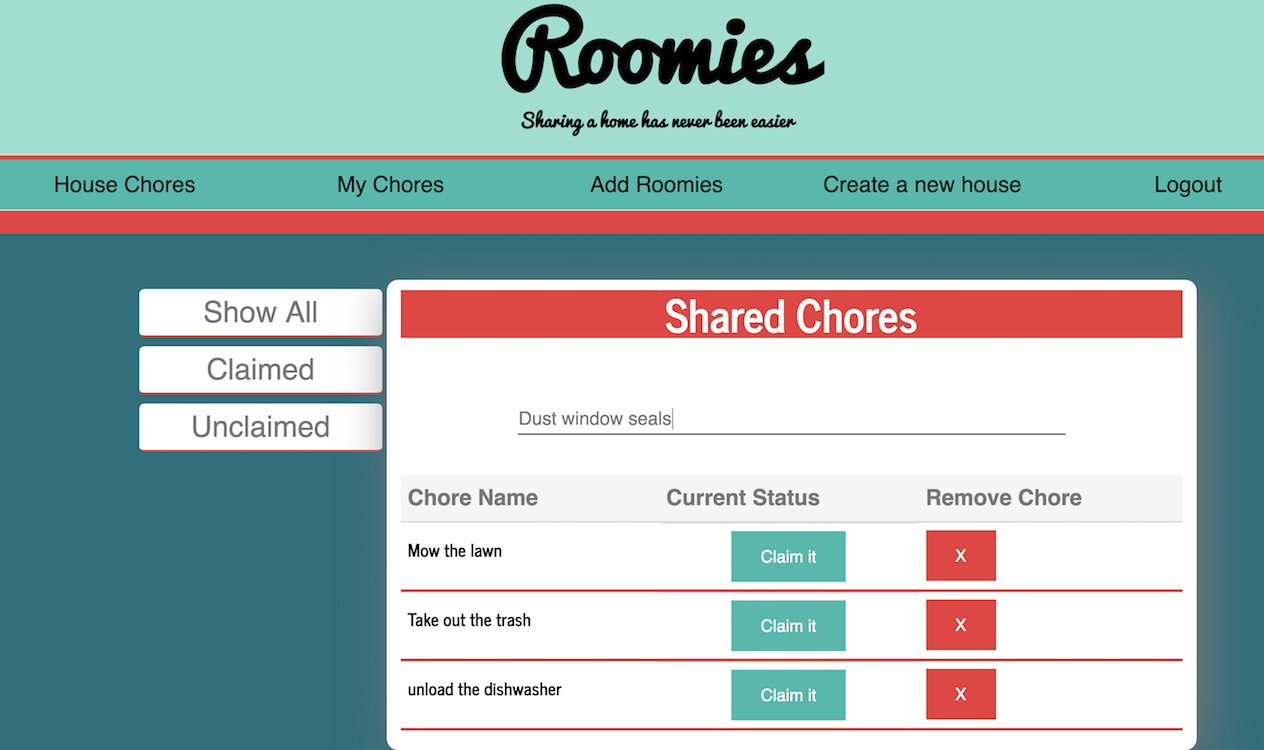 Roomies
Sharing a home has never been easier
House Chores My Chores Add Roomies Create a new house Logout
Show All
Claimed
Unclaimed
Shared Chores
Dust window seals
Chore Name Current Status Remove Chore
Mow the lawn Claim it X
Take out the trash Claim it X
unload the dishwasher Claim it X